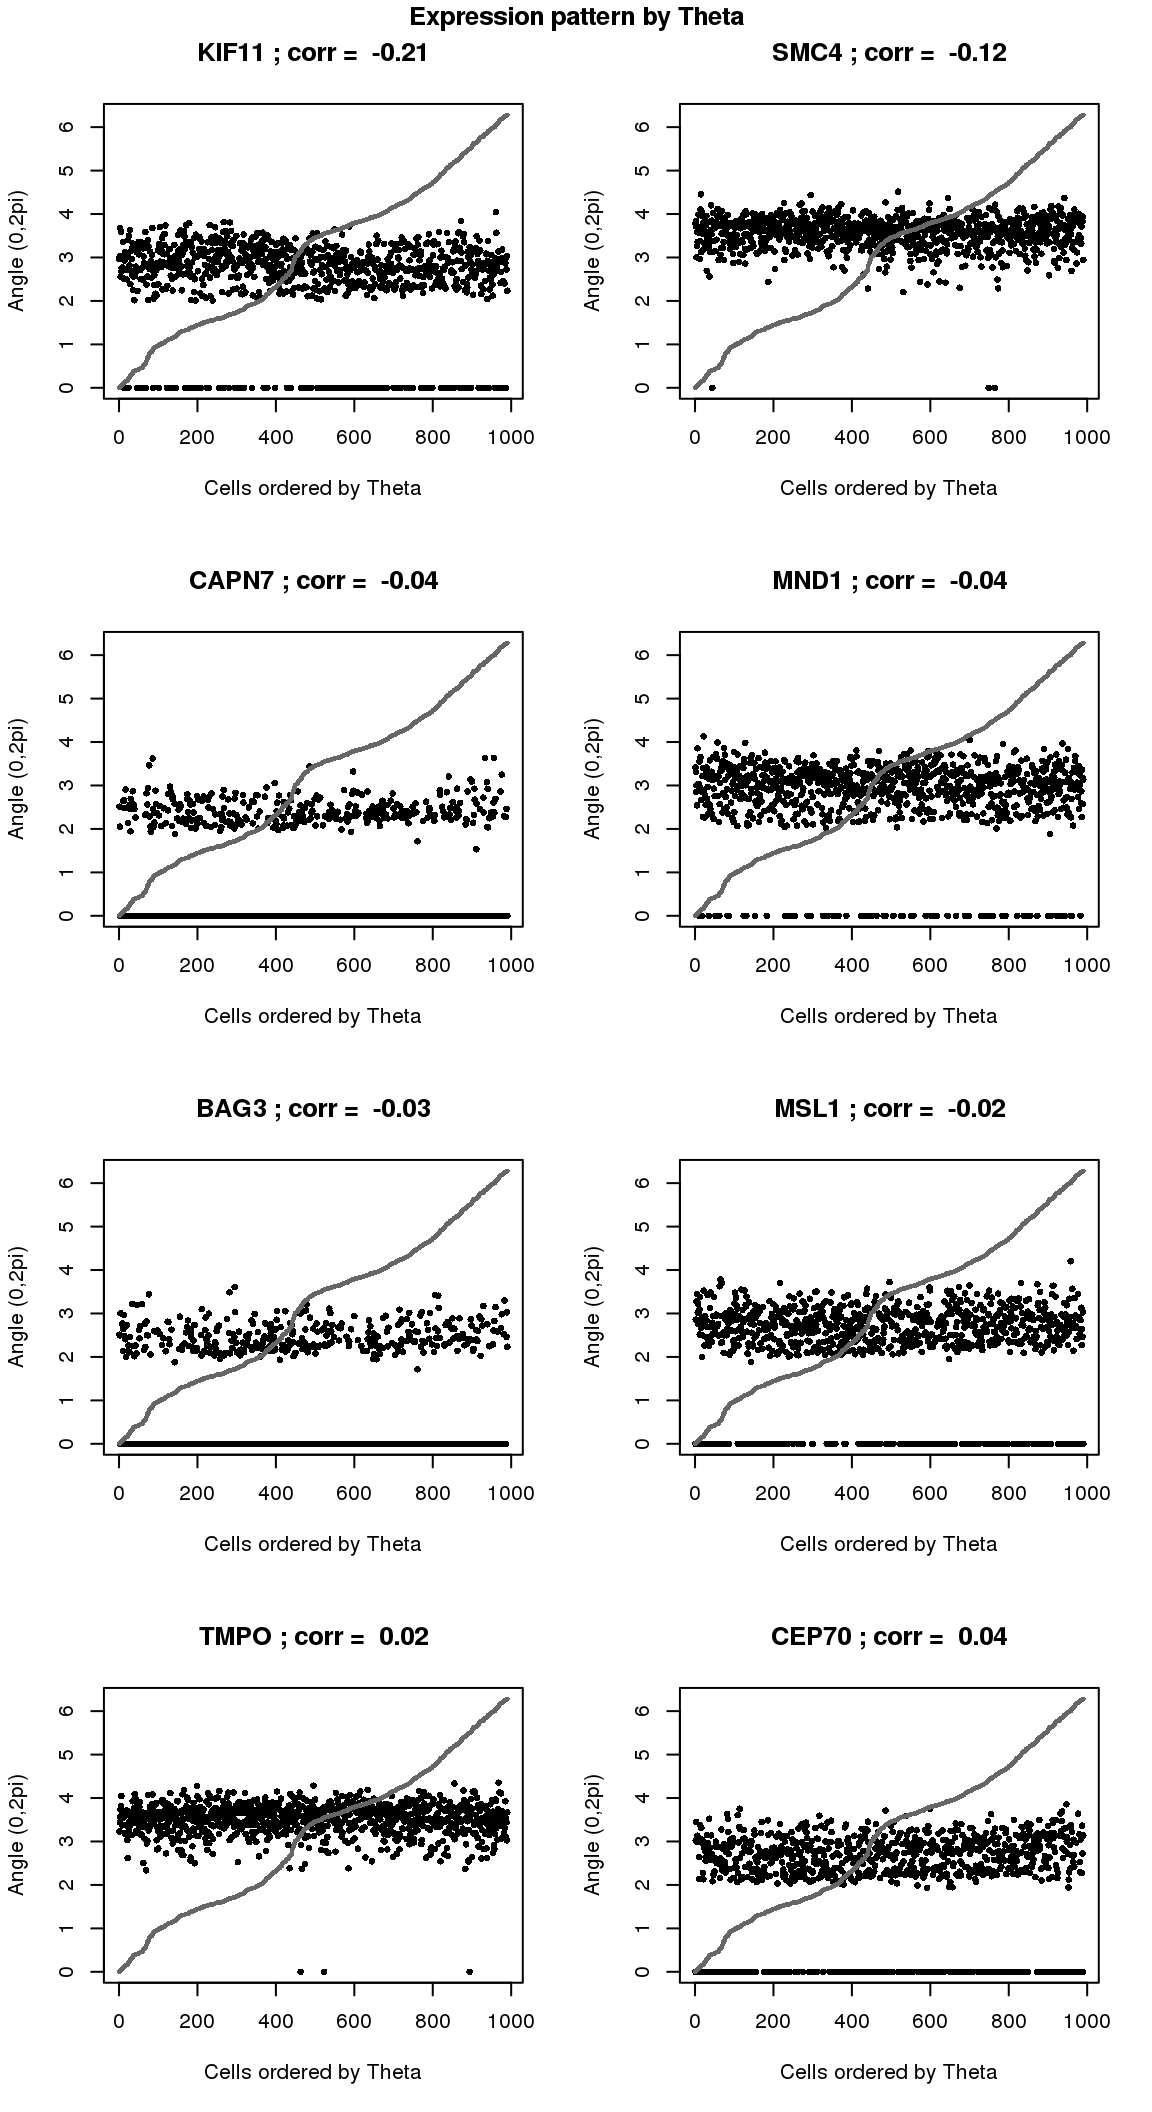 Expression pattern by Theta
KIF11 ; corr = -0.21
Angle (0,2pi)
6
5
4
3
2
1
0
0 200 400 600 800 1000
Cells ordered by Theta
SMC4 ; corr = -0.12
Angle (0,2pi)
6
5
4
3
2
1
0
0 200 400 600 800 1000
Cells ordered by Theta
CAPN7 ; corr = -0.04
Angle (0,2pi)
6
5
4
3
2
1
0
0 200 400 600 800 1000
Cells ordered by Theta
MND1 ; corr = -0.04
Angle (0,2pi)
6
5
4
3
2
1
0
0 200 400 600 800 1000
Cells ordered by Theta
BAG3 ; corr = -0.03
Angle (0,2pi)
6
5
4
3
2
1
0
0 200 400 600 800 1000
Cells ordered by Theta
MSL1 ; corr = -0.02
Angle (0,2pi)
6
5
4
3
2
1
0
0 200 400 600 800 1000
Cells ordered by Theta
TMPO ; corr = 0.02
Angle (0,2pi)
6
5
4
3
2
1
0
0 200 400 600 800 1000
Cells ordered by Theta
CEP70 ; corr = 0.04
Angle (0,2pi)
6
5
4
3
2
1
0
0 200 400 600 800 1000
Cells ordered by Theta